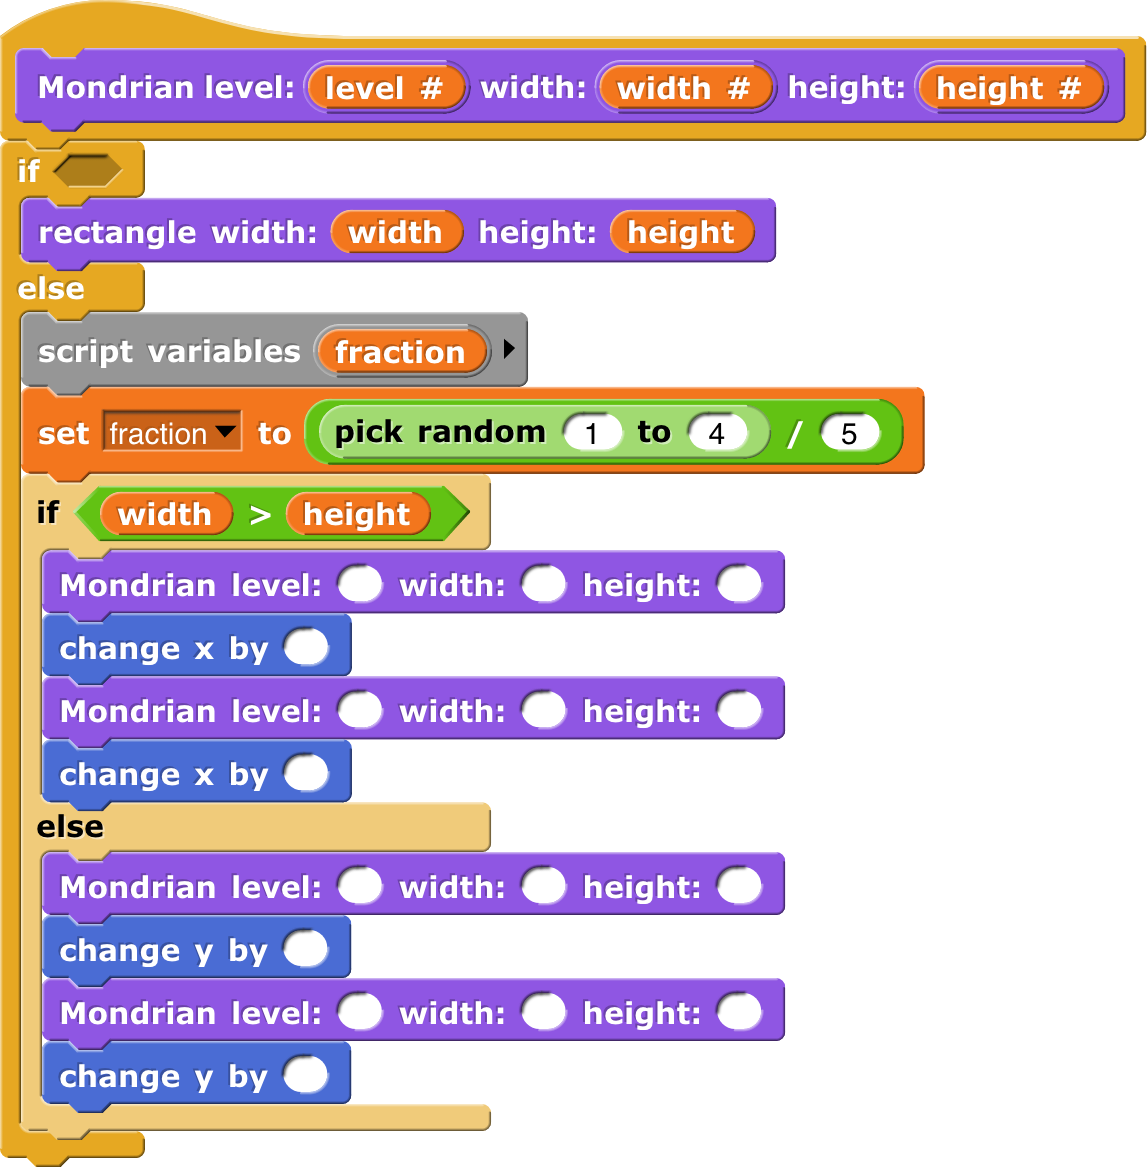 Mondrian level: level # width: width # height: height #
if
rectangle width: width height: height
else
script variables fraction
set fraction to pick random 1 to 4 / 5
if width > height
Mondrian level: width: height:
change x by
Mondrian level: width: height:
change x by
else
Mondrian level: width: height:
change y by
Mondrian level: width: height:
change y by